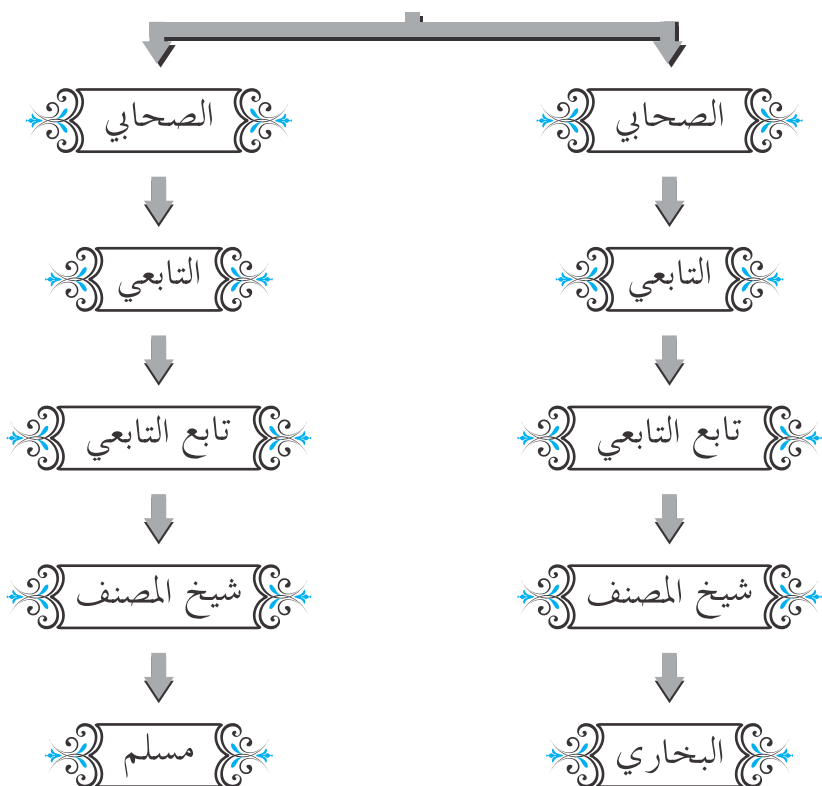 الصحابي الصحابي
التابعي التابعي
تابع التابعي تابع التابعي
شيخ المصنف شيخ المصنف
البخاري مسلم